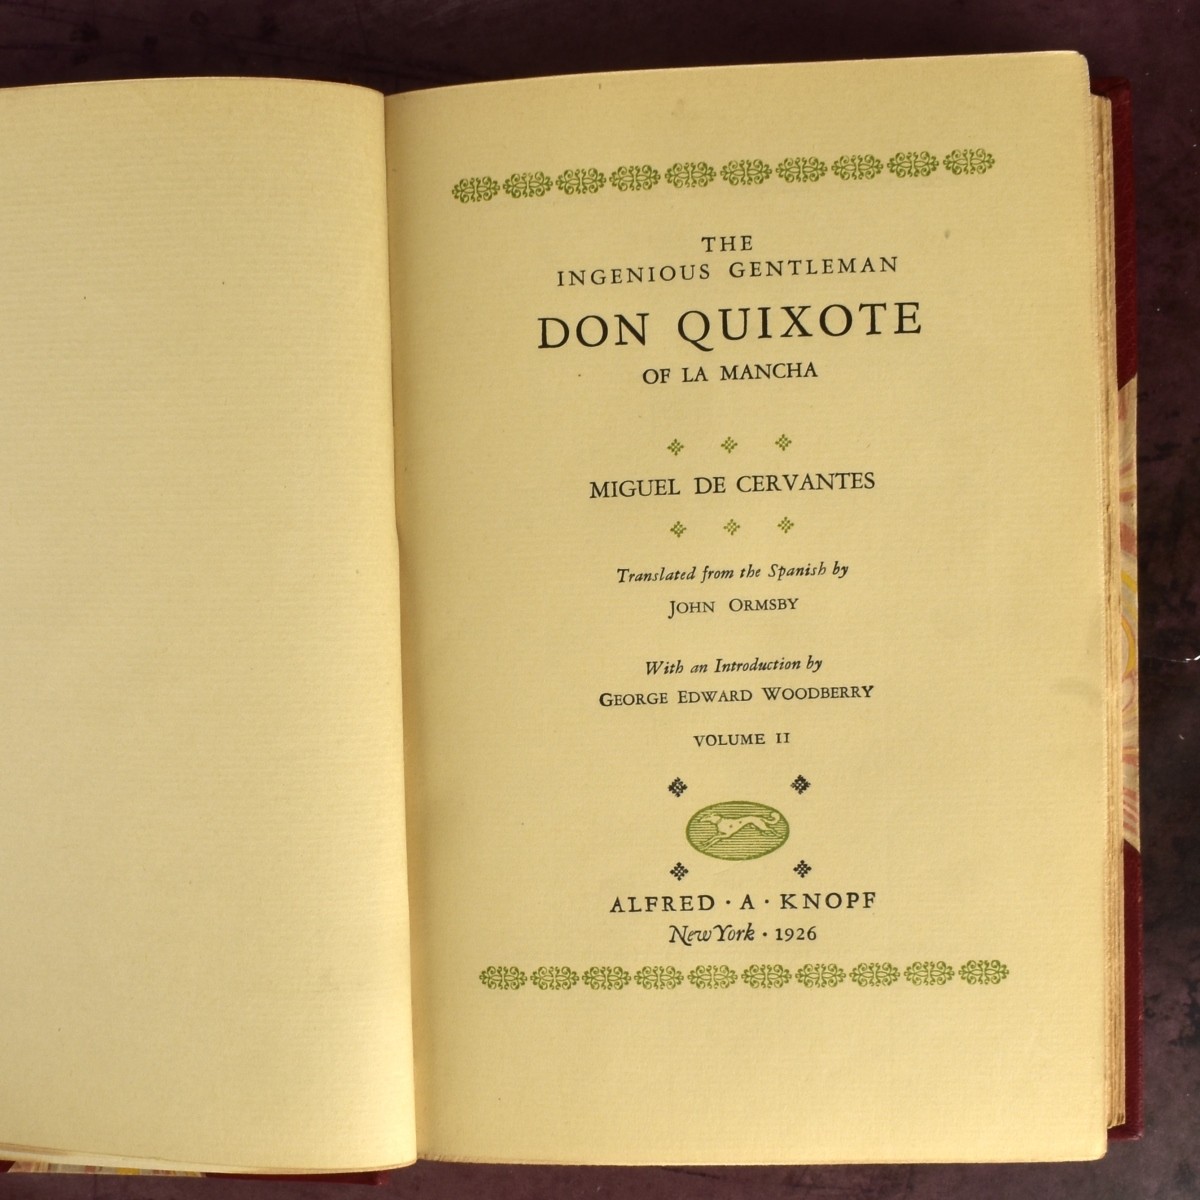 THE
INGENIOUS GENTLEMAN
DON QUIXOTE
OF LA MANCHA
MIGUEL DE CERVANTES
Translated from the Spanish by
JOHN ORMSBY
With an Introduction by
GEORGE EDWARD WOODBERRY
VOLUME II
ALFRED · A · KNOPF
New York · 1926